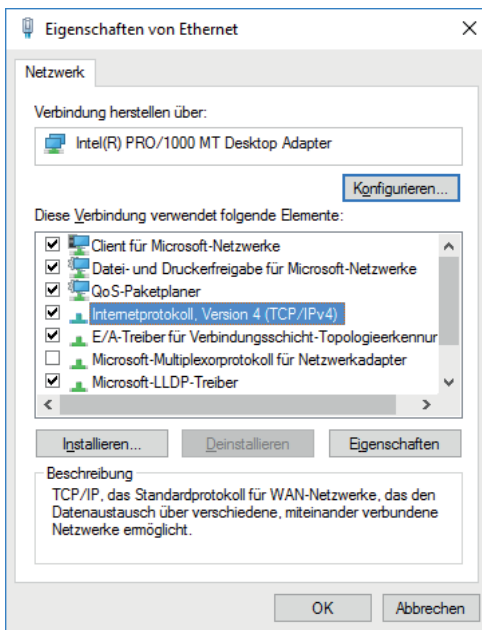 Eigenschaften von Ethernet
Netzwerk
Verbindung herstellen über:
Intel(R) PRO/1000 MT Desktop Adapter
Konfigurieren...
Diese Verbindung verwendet folgende Elemente:
Client für Microsoft-Netzwerke
Datei- und Druckerfreigabe für Microsoft-Netzwerke
QoS-Paketplaner
Internetprotokoll, Version 4 (TCP/IPv4)
E/A-Treiber für Verbindungsschicht-Topologieerkennur
Microsoft-Multiplexorprotokoll für Netzwerkadapter
Microsoft-LLDP-Treiber
Installieren... Deinstallieren Eigenschaften
Beschreibung
TCP/IP, das Standardprotokoll für WAN-Netzwerke, das den
Datenaustausch über verschiedene, miteinander verbundene
Netzwerke ermöglicht.
OK Abbrechen